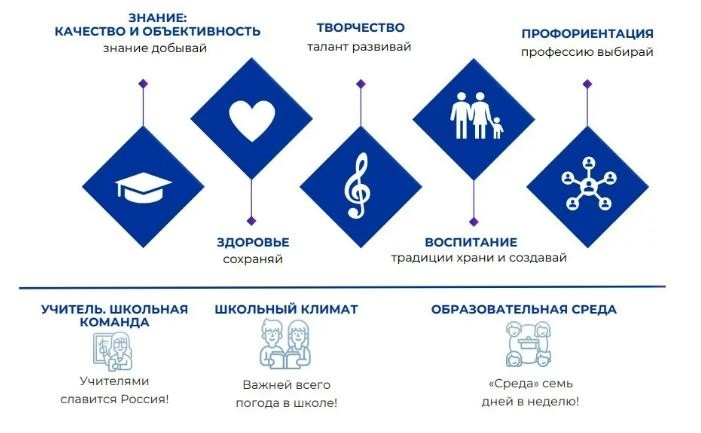 ЗНАНИЕ:
КАЧЕСТВО И ОБЪЕКТИВНОСТЬ
знание добывай
ТВОРЧЕСТВО
талант развивай
ПРОФОРИЕНТАЦИЯ
профессию выбирай
ЗДОРОВЬЕ
сохраняй
ВОСПИТАНИЕ
традиции храни и создавай
УЧИТЕЛЬ. ШКОЛЬНАЯ
КОМАНДА
Учителями
славится Россия!
ШКОЛЬНЫЙ КЛИМАТ
Важней всего
погода в школе!
ОБРАЗОВАТЕЛЬНАЯ СРЕДА
«Среда» семь
дней в неделю!